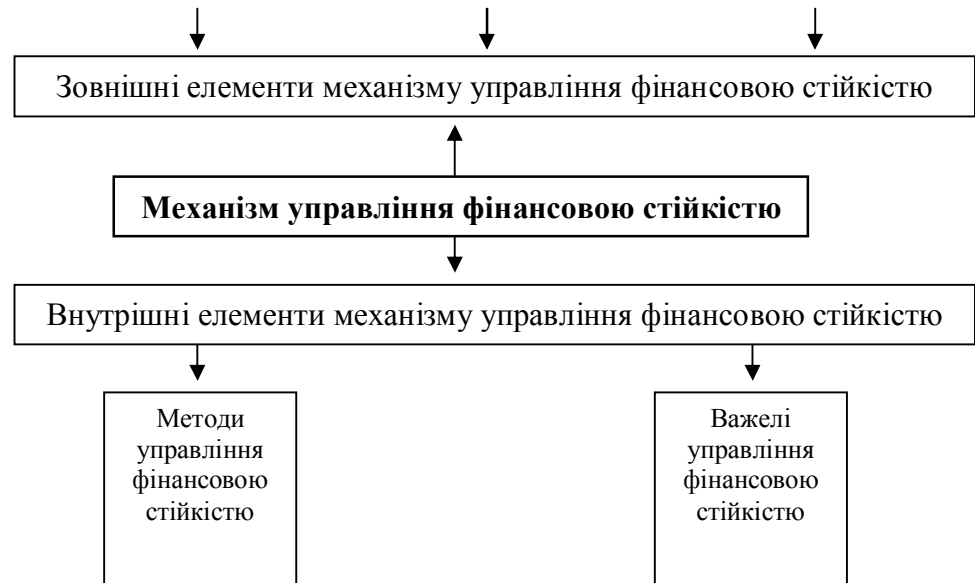 Зовнішні елементи механізму управління фінансовою стійкістю
Механізм управління фінансовою стійкістю
Внутрішні елементи механізму управління фінансовою стійкістю
Методи
управління
фінансовою
стійкістю
Важелі
управління
фінансовою
стійкістю